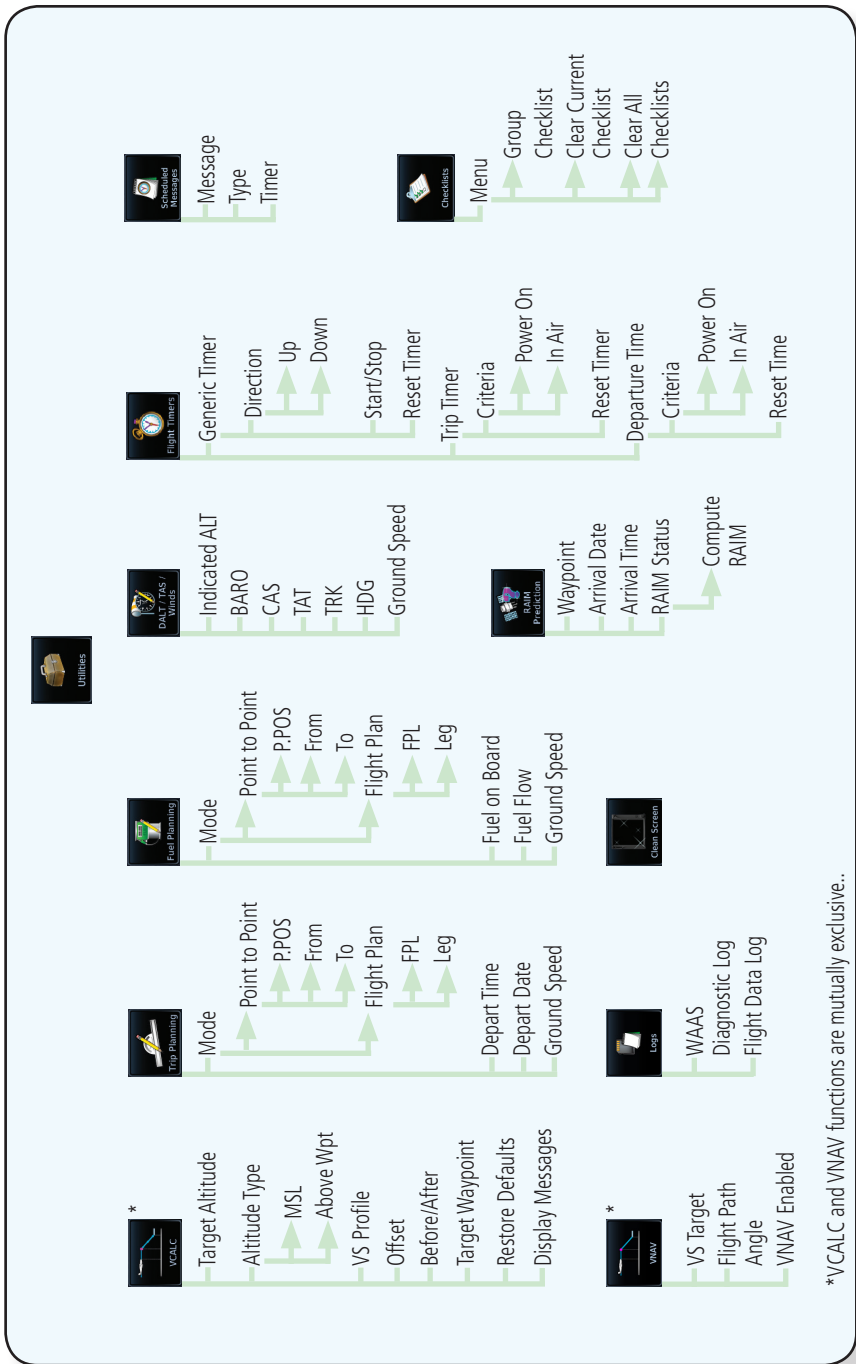 Utilities
*
VCALC
Target Altitude
Altitude Type
MSL
Above Wpt
VS Profile
Offset
Before/After
Target Waypoint
Restore Defaults
Display Messages
Trip Planning
Mode
Point to Point
P.POS
From
To
Flight Plan
FPL
Leg
Depart Time
Depart Date
Ground Speed
Fuel Planning
Mode
Point to Point
P.POS
From
To
Flight Plan
FPL
Leg
Fuel on Board
Fuel Flow
Ground Speed
DALT / TAS /
Winds
Indicated ALT
BARO
CAS
TAT
TRK
HDG
Ground Speed
Flight Timers
Generic Timer
Direction
Up
Down
Start/Stop
Reset Timer
Trip Timer
Criteria
Power On
In Air
Reset Timer
Departure Time
Criteria
Power On
In Air
Reset Time
Scheduled
Messages
Message
Type
Timer
*
VNAV
VS Target
Flight Path
Angle
VNAV Enabled
Logs
WAAS
Diagnostic Log
Flight Data Log
Clean Screen
RAIM
Prediction
Waypoint
Arrival Date
Arrival Time
RAIM Status
Compute
RAIM
Checklists
Menu
Group
Checklist
Clear Current
Checklist
Clear All
Checklists
*VCALC and VNAV functions are mutually exclusive..